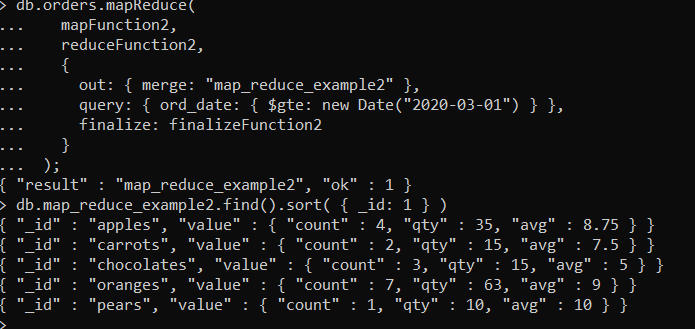 > db.orders.mapReduce(
...    mapFunction2,
...    reduceFunction2,
...    {
...      out: { merge: "map_reduce_example2" },
...      query: { ord_date: { $gte: new Date("2020-03-01") } },
...      finalize: finalizeFunction2
...    }
...  );
{ "result" : "map_reduce_example2", "ok" : 1 }
> db.map_reduce_example2.find().sort( { _id: 1 } )
{ "_id" : "apples", "value" : { "count" : 4, "qty" : 35, "avg" : 8.75 } }
{ "_id" : "carrots", "value" : { "count" : 2, "qty" : 15, "avg" : 7.5 } }
{ "_id" : "chocolates", "value" : { "count" : 3, "qty" : 15, "avg" : 5 } }
{ "_id" : "oranges", "value" : { "count" : 7, "qty" : 63, "avg" : 9 } }
{ "_id" : "pears", "value" : { "count" : 1, "qty" : 10, "avg" : 10 } }
>